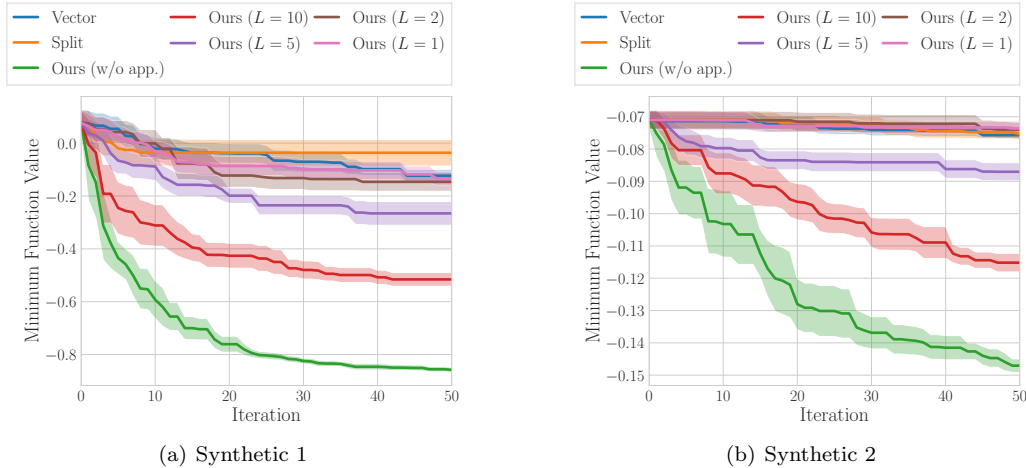 Vector
Split
Ours (w/o app.)
Ours (L = 10)
Ours (L = 5)
Ours (L = 2)
Ours (L = 1)
Minimum Function Value
0.0
−0.2
−0.4
−0.6
−0.8
0 10 20 30 40 50
Iteration
(a) Synthetic 1
Vector
Split
Ours (w/o app.)
Ours (L = 10)
Ours (L = 5)
Ours (L = 2)
Ours (L = 1)
Minimum Function Value
−0.07
−0.08
−0.09
−0.10
−0.11
−0.12
−0.13
−0.14
−0.15
0 10 20 30 40 50
Iteration
(b) Synthetic 2